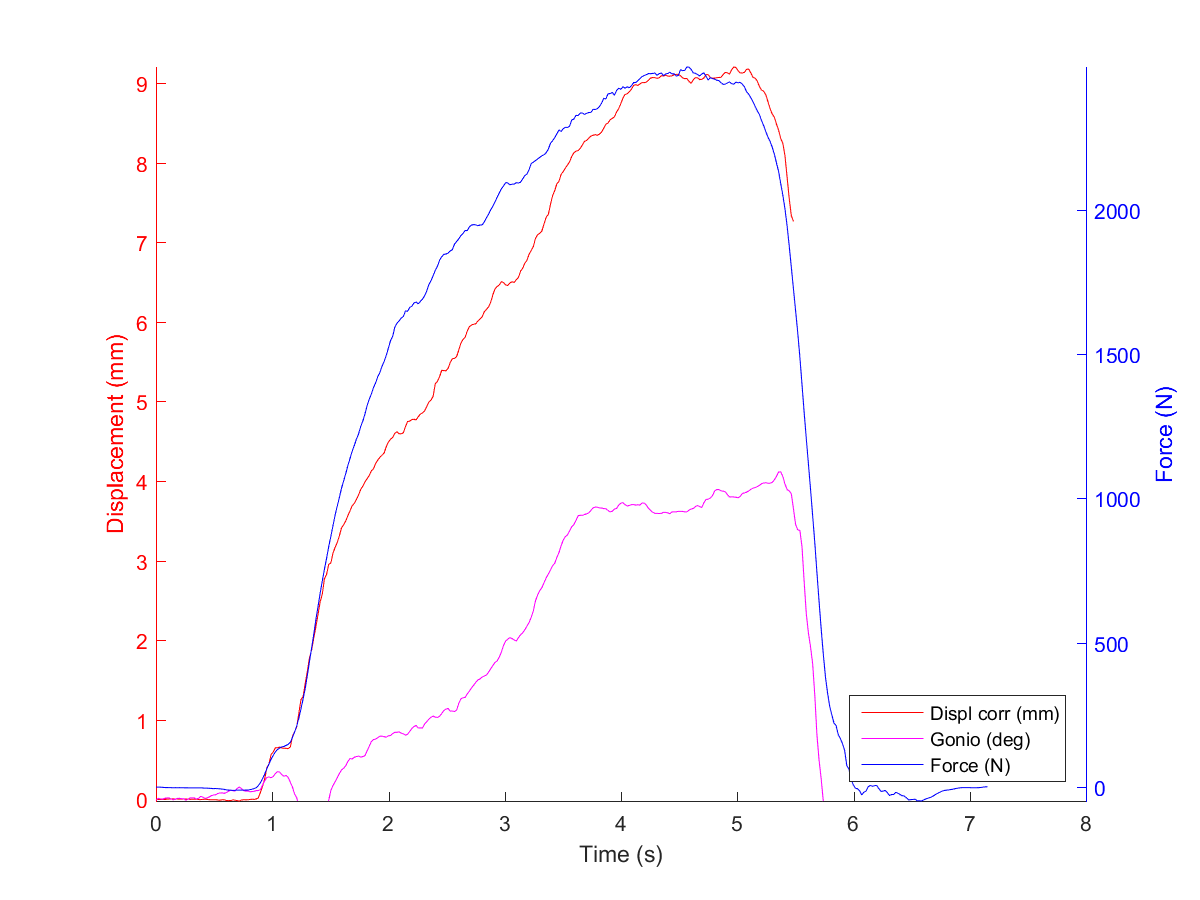 9
8
7
6
5
4
3
2
1
0
Displacement (mm)
2000
1500
1000
500
0
Force (N)
Displ corr (mm)
Gonio (deg)
Force (N)
0 1 2 3 4 5 6 7 8
Time (s)